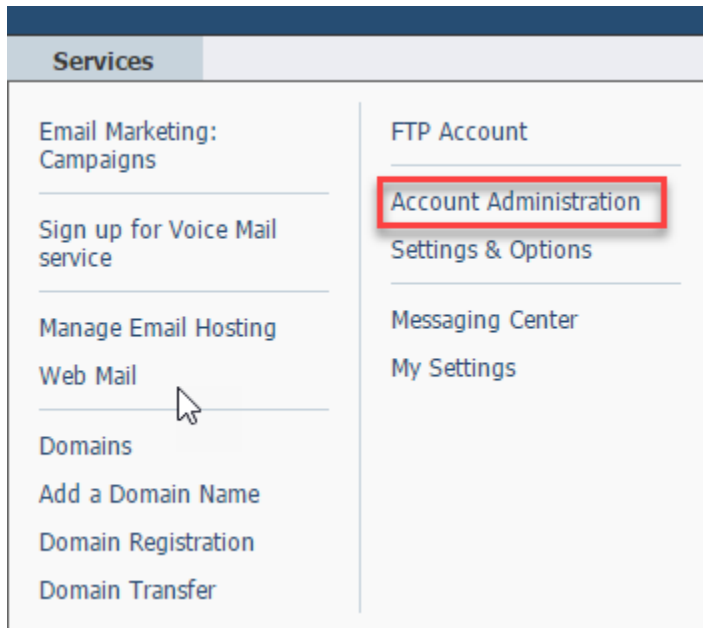 Services
Email Marketing:
Campaigns
Sign up for Voice Mail
service
Manage Email Hosting
Web Mail
Domains
Add a Domain Name
Domain Registration
Domain Transfer
FTP Account
Account Administration
Settings & Options
Messaging Center
My Settings